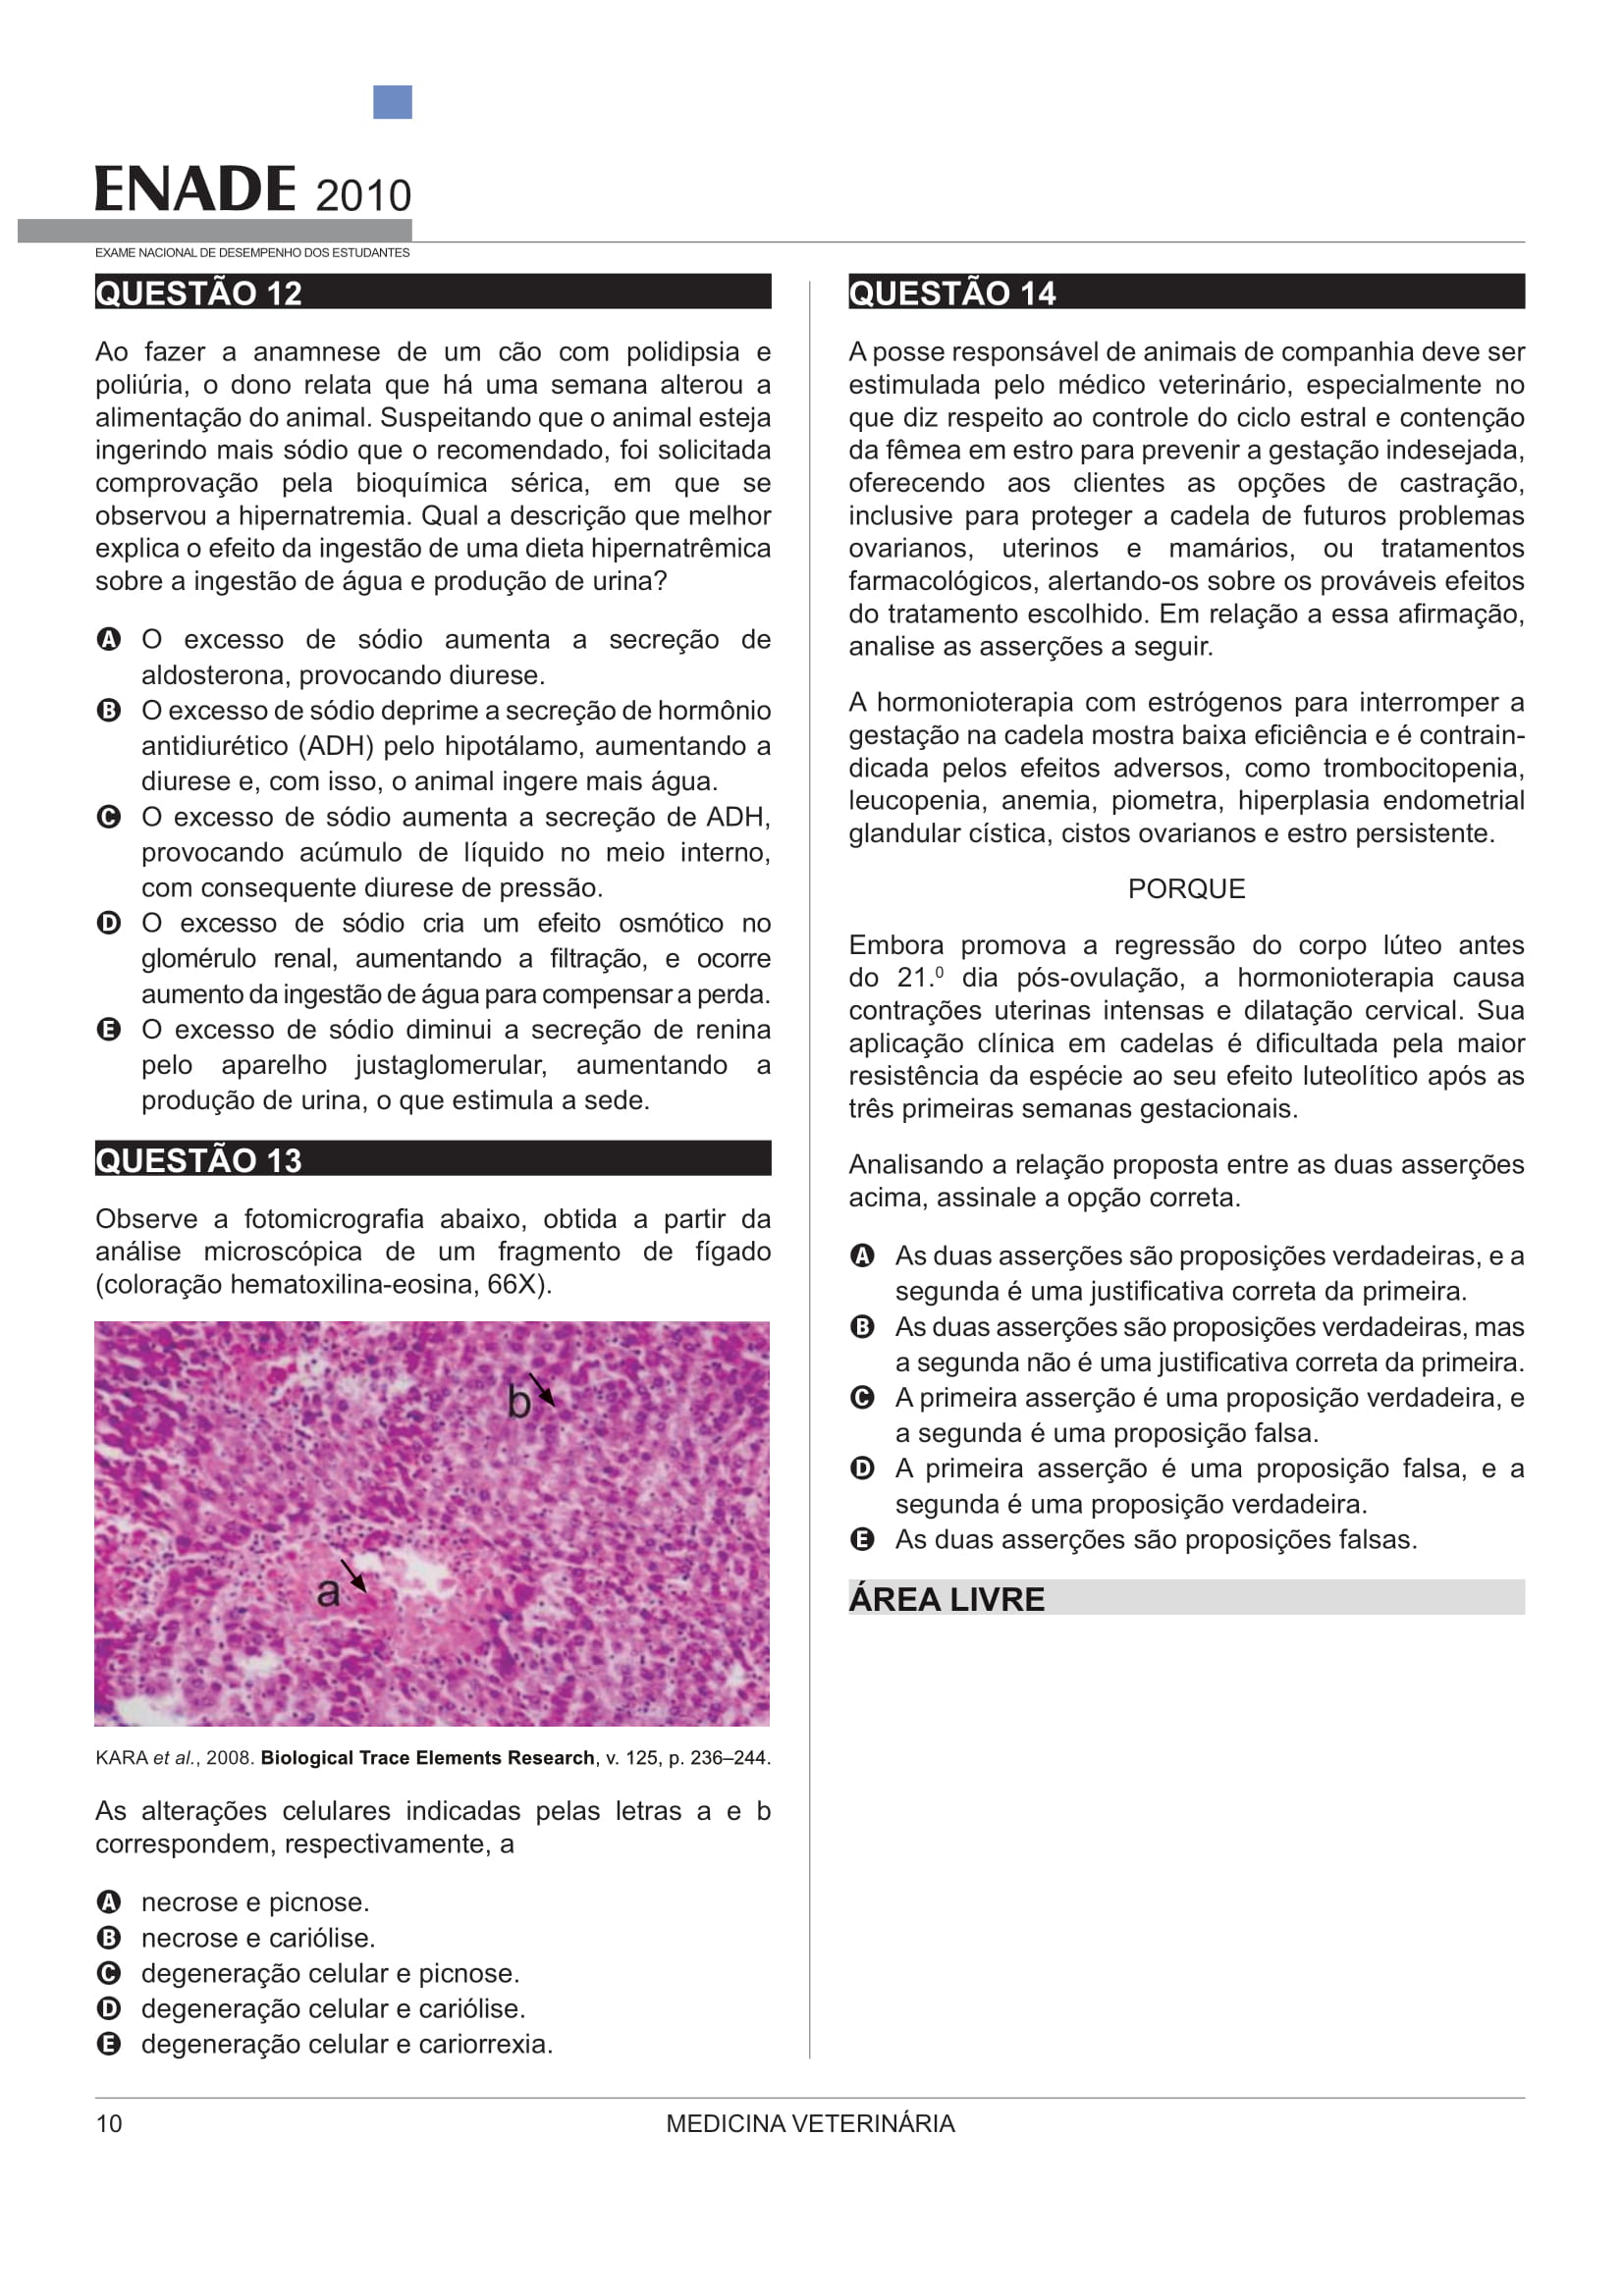 ENADE 2010
EXAME NACIONAL DE DESEMPENHO DOS ESTUDANTES
QUESTÃO 12
Ao fazer a anamnese de um cão com polidipsia e
poliúria, o dono relata que há uma semana alterou a
alimentação do animal. Suspeitando que o animal esteja
ingerindo mais sódio que o recomendado, foi solicitada
comprovação pela bioquímica sérica, em que se
observou a hipernatremia. Qual a descrição que melhor
explica o efeito da ingestão de uma dieta hipernatrêmica
sobre a ingestão de água e produção de urina?
A O excesso de sódio aumenta a secreção de
aldosterona, provocando diurese.
B O excesso de sódio deprime a secreção de hormônio
antidiurético (ADH) pelo hipotálamo, aumentando a
diurese e, com isso, o animal ingere mais água.
C O excesso de sódio aumenta a secreção de ADH,
provocando acúmulo de líquido no meio interno,
com consequente diurese de pressão.
D O excesso de sódio cria um efeito osmótico no
glomérulo renal, aumentando a filtração, e ocorre
aumento da ingestão de água para compensar a perda.
E O excesso de sódio diminui a secreção de renina
pelo aparelho justaglomerular, aumentando a
produção de urina, o que estimula a sede.
QUESTÃO 13
Observe a fotomicrografia abaixo, obtida a partir da
análise microscópica de um fragmento de fígado
(coloração hematoxilina-eosina, 66X).
b
a
KARA et al., 2008. Biological Trace Elements Research, v. 125, p. 236–244.
As alterações celulares indicadas pelas letras a e b
correspondem, respectivamente, a
A necrose e picnose.
B necrose e cariólise.
C degeneração celular e picnose.
D degeneração celular e cariólise.
E degeneração celular e cariorrexia.
QUESTÃO 14
A posse responsável de animais de companhia deve ser
estimulada pelo médico veterinário, especialmente no
que diz respeito ao controle do ciclo estral e contenção
da fêmea em estro para prevenir a gestação indesejada,
oferecendo aos clientes as opções de castração,
inclusive para proteger a cadela de futuros problemas
ovarianos, uterinos e mamários, ou tratamentos
farmacológicos, alertando-os sobre os prováveis efeitos
do tratamento escolhido. Em relação a essa afirmação,
analise as asserções a seguir.
A hormonioterapia com estrógenos para interromper a
gestação na cadela mostra baixa eficiência e é contrain-
dicada pelos efeitos adversos, como trombocitopenia,
leucopenia, anemia, piometra, hiperplasia endometrial
glandular cística, cistos ovarianos e estro persistente.
PORQUE
Embora promova a regressão do corpo lúteo antes
do 21.⁰ dia pós-ovulação, a hormonioterapia causa
contrações uterinas intensas e dilatação cervical. Sua
aplicação clínica em cadelas é dificultada pela maior
resistência da espécie ao seu efeito luteolítico após as
três primeiras semanas gestacionais.
Analisando a relação proposta entre as duas asserções
acima, assinale a opção correta.
A As duas asserções são proposições verdadeiras, e a
segunda é uma justificativa correta da primeira.
B As duas asserções são proposições verdadeiras, mas
a segunda não é uma justificativa correta da primeira.
C A primeira asserção é uma proposição verdadeira, e
a segunda é uma proposição falsa.
D A primeira asserção é uma proposição falsa, e a
segunda é uma proposição verdadeira.
E As duas asserções são proposições falsas.
ÁREA LIVRE
10
MEDICINA VETERINÁRIA